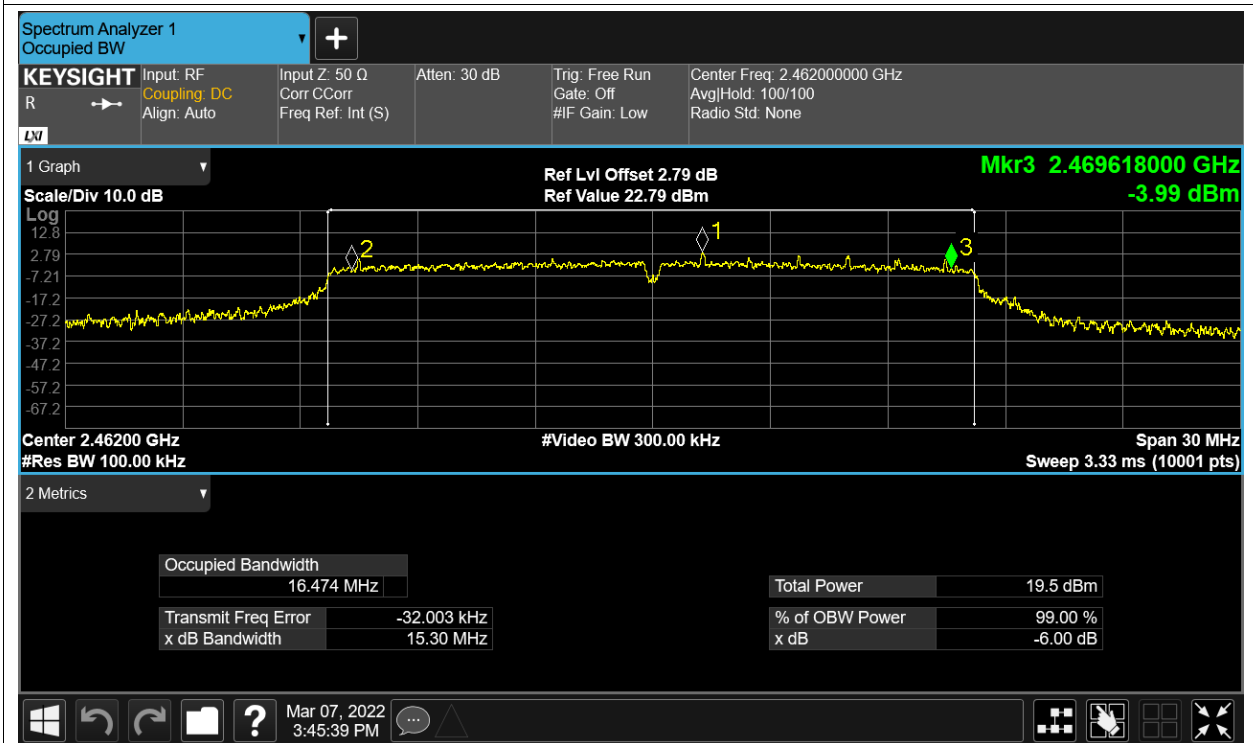 Spectrum Analyzer 1
Occupied BW
KEYSIGHT
R
LXI
Input: RF
Coupling: DC
Align: Auto
Input Z: 50 Ω
Corr CCorr
Freq Ref: Int (S)
Atten: 30 dB
Trig: Free Run
Gate: Off
#IF Gain: Low
Center Freq: 2.462000000 GHz
Avg|Hold: 100/100
Radio Std: None
1 Graph
Scale/Div 10.0 dB
Ref Lvl Offset 2.79 dB
Ref Value 22.79 dBm
Mkr3 2.469618000 GHz
-3.99 dBm
Log
12.8
2.79
-7.21
-17.2
-27.2
-37.2
-47.2
-57.2
-67.2
2
1
3
Center 2.46200 GHz
#Res BW 100.00 kHz
#Video BW 300.00 kHz
Span 30 MHz
Sweep 3.33 ms (10001 pts)
2 Metrics
Occupied Bandwidth
16.474 MHz
Transmit Freq Error -32.003 kHz
x dB Bandwidth 15.30 MHz
Total Power 19.5 dBm
% of OBW Power 99.00 %
x dB -6.00 dB
?
Mar 07, 2022
3:45:39 PM